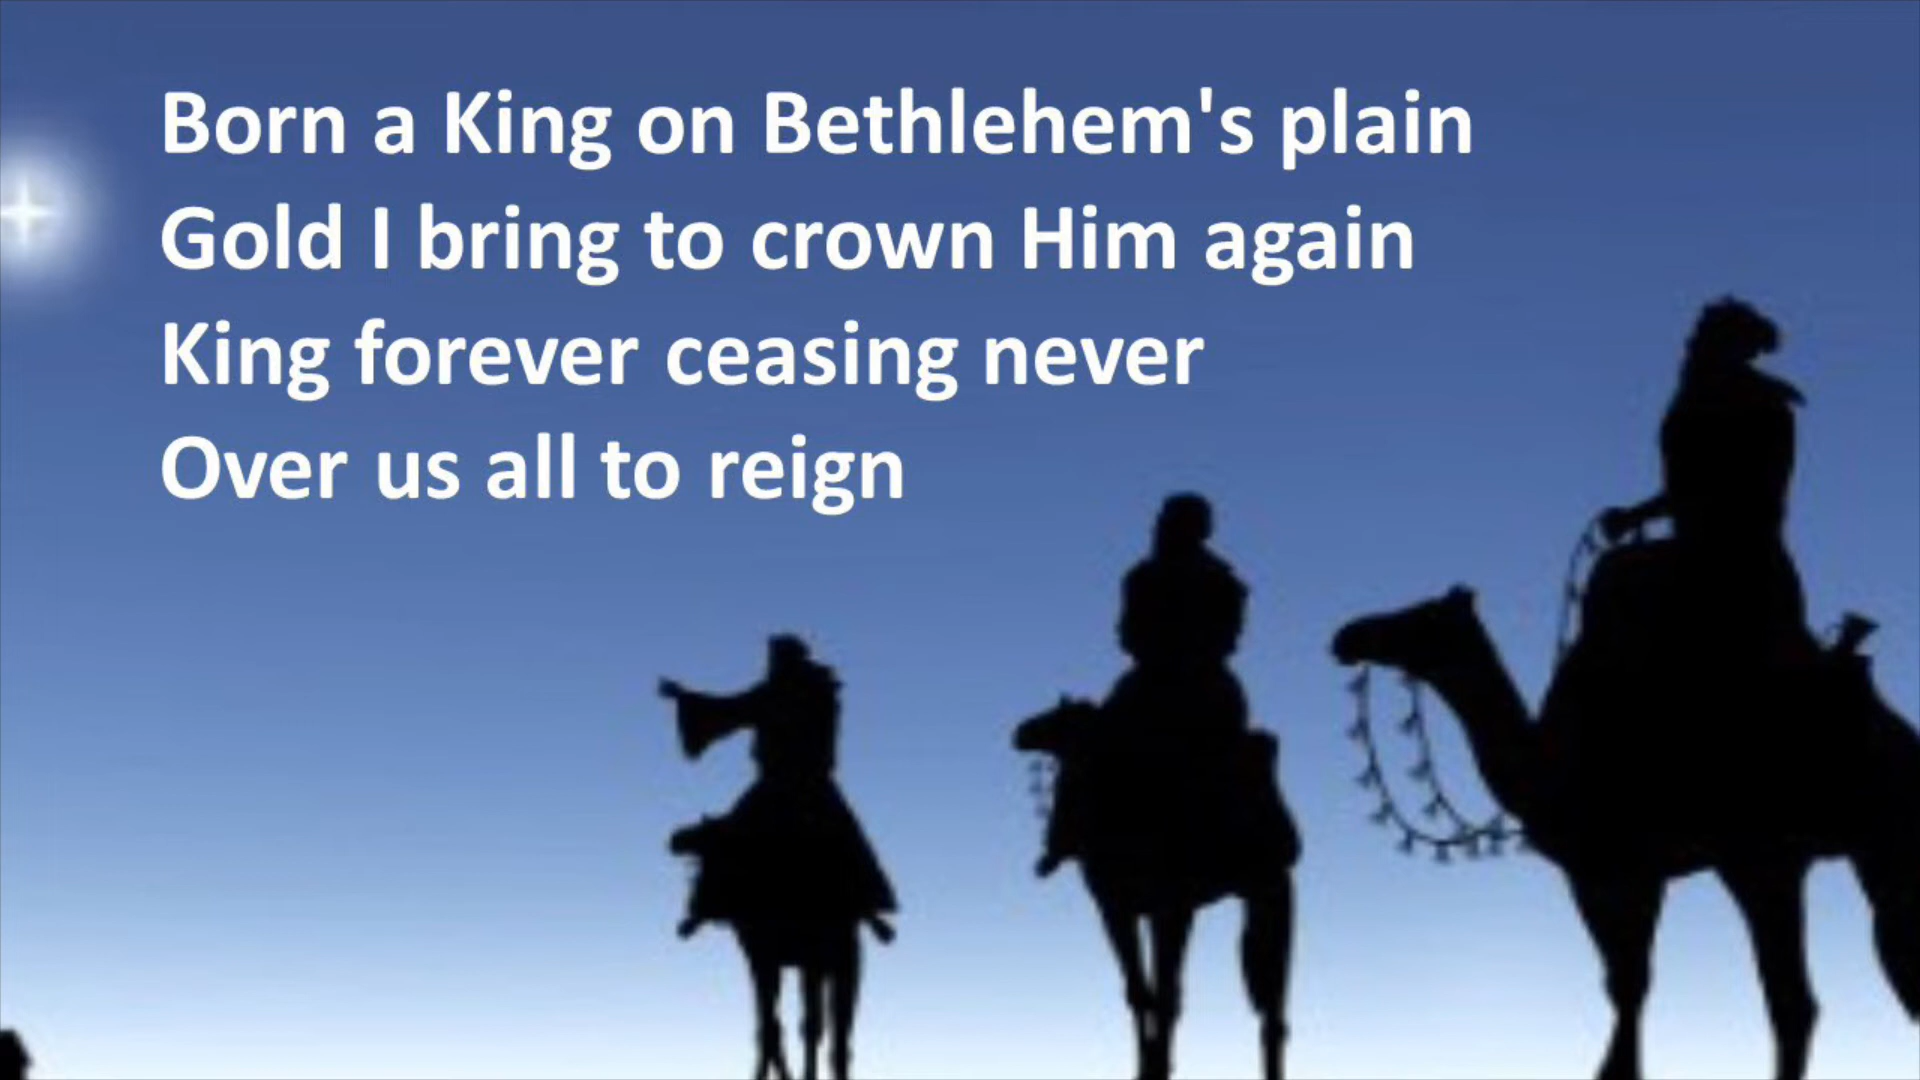 Born a King on Bethlehem's plain
Gold I bring to crown Him again
King forever ceasing never
Over us all to reign